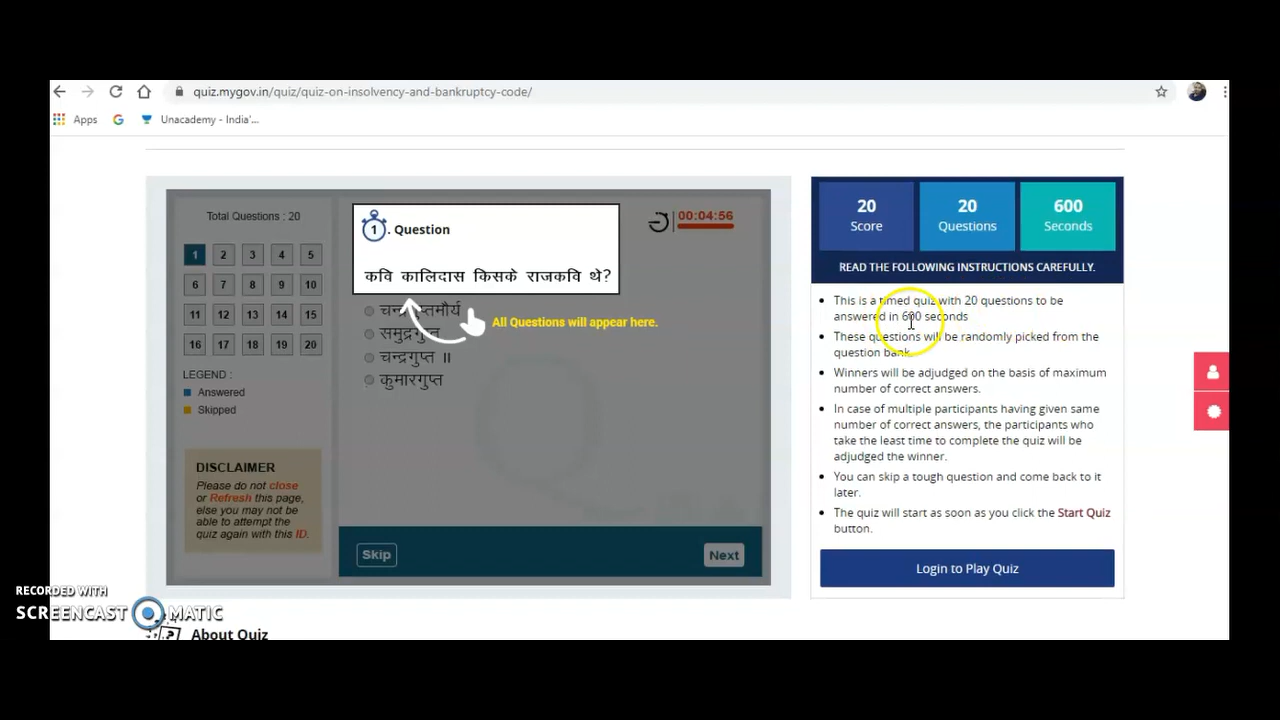 quiz.mygov.in/quiz/quiz-on-insolvency-and-bankruptcy-code/
Apps
Unacademy - India'...
Total Questions : 20
1 2 3 4 5
6 7 8 9 10
11 12 13 14 15
16 17 18 19 20
LEGEND :
Answered
Skipped
DISCLAIMER
Please do not close
or Refresh this page,
else you may not be
able to attempt the
quiz again with this ID.
1 . Question
00:04:56
कवि कालिदास किसके राजकवि थे?
चन्द्रगुप्तमौर्य
समुद्रगुप्त
चन्द्रगुप्त ॥
कुमारगुप्त
All Questions will appear here.
Skip
Next
20
Score
20
Questions
600
Seconds
READ THE FOLLOWING INSTRUCTIONS CAREFULLY.
This is a timed quiz with 20 questions to be
answered in 600 seconds
These questions will be randomly picked from the
question bank.
Winners will be adjudged on the basis of maximum
number of correct answers.
In case of multiple participants having given same
number of correct answers, the participants who
take the least time to complete the quiz will be
adjudged the winner.
You can skip a tough question and come back to it
later.
The quiz will start as soon as you click the Start Quiz
button.
Login to Play Quiz
RECORDED WITH
SCREENCAST MATIC
About Quiz